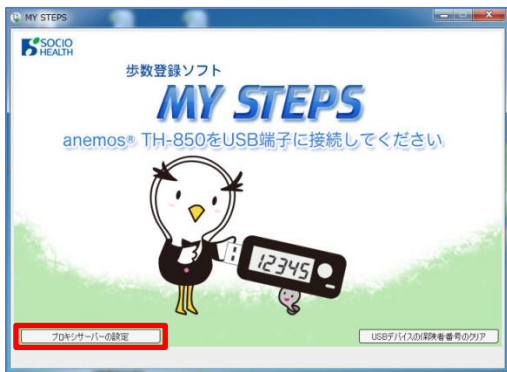 MY STEPS
SOCIO
HEALTH
歩数登録ソフト
MY STEPS
anemos® TH-850をUSB端子に接続してください
12345
プロキシサーバーの設定
USBデバイスの保険者番号のクリア